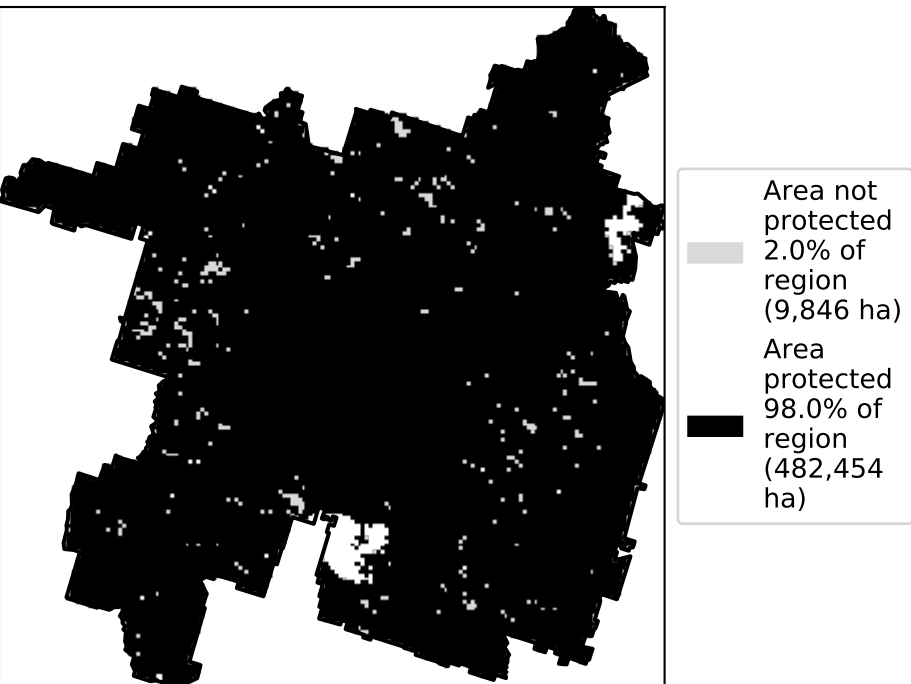 Area not
protected
2.0% of
region
(9,846 ha)
Area
protected
98.0% of
region
(482,454
ha)